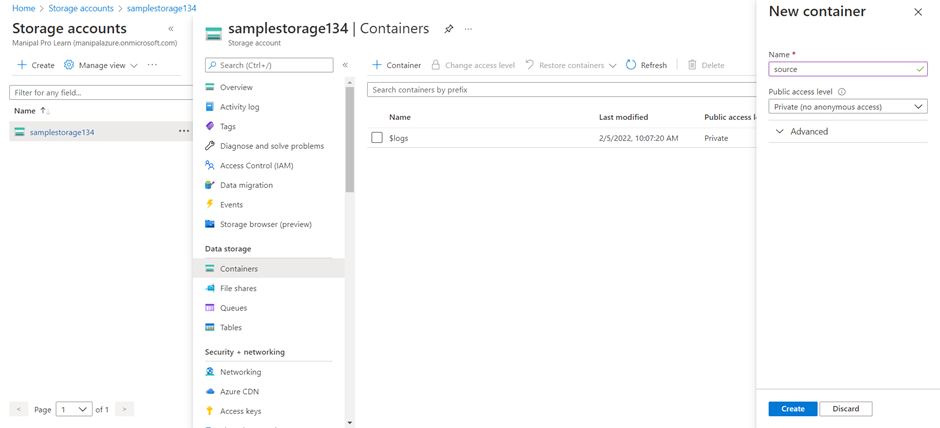 Home > Storage accounts > samplestorage134
Storage accounts «
Manipal Pro Learn (manipalazure.onmicrosoft.com)
+ Create Manage view ...
Filter for any field...
Name ↑↓
samplestorage134 ...
< Page 1 of 1 >
samplestorage134 | Containers ...
Storage account
Search (Ctrl+/) «
Overview
Activity log
Tags
Diagnose and solve problems
Access Control (IAM)
Data migration
Events
Storage browser (preview)
Data storage
Containers
File shares
Queues
Tables
Security + networking
Networking
Azure CDN
Access keys
+ Container Change access level Restore containers Refresh Delete
Search containers by prefix
Name Last modified Public access
$logs 2/5/2022, 10:07:20 AM Private
New container ×
Name *
source
Public access level
Private (no anonymous access)
Advanced
Create Discard